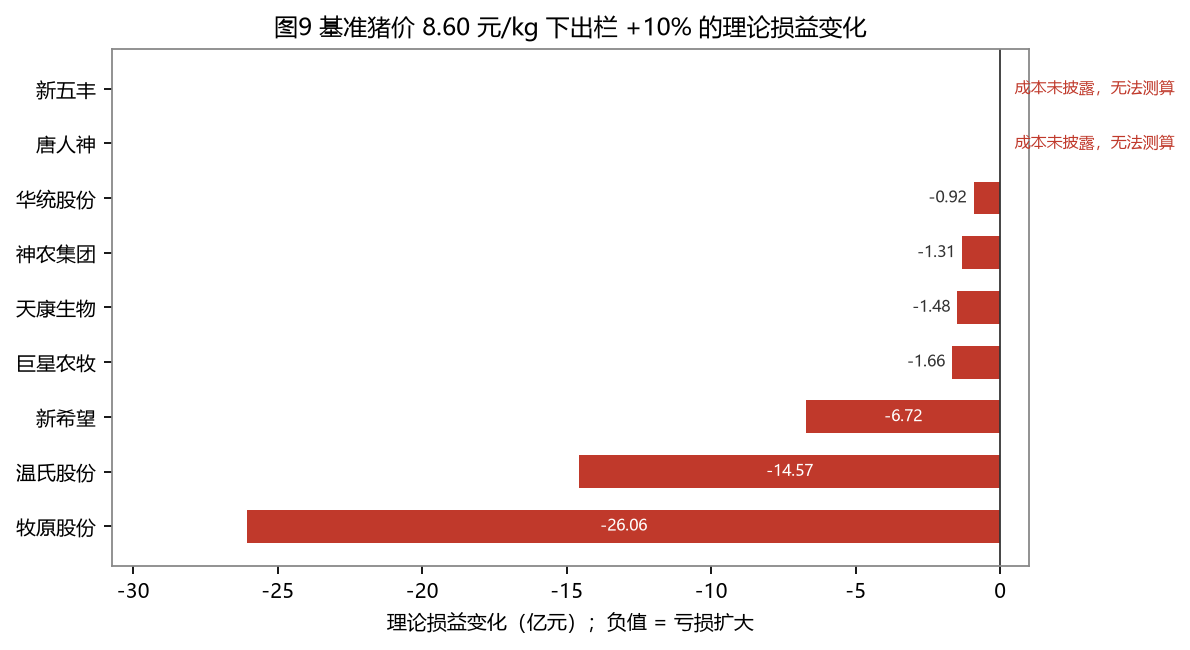 图9 基准猪价 8.60 元/kg 下出栏 +10% 的理论损益变化
新五丰 成本未披露，无法测算
唐人神 成本未披露，无法测算
华统股份 -0.92
神农集团 -1.31
天康生物 -1.48
巨星农牧 -1.66
新希望 -6.72
温氏股份 -14.57
牧原股份 -26.06
-30 -25 -20 -15 -10 -5 0
理论损益变化（亿元）；负值 = 亏损扩大